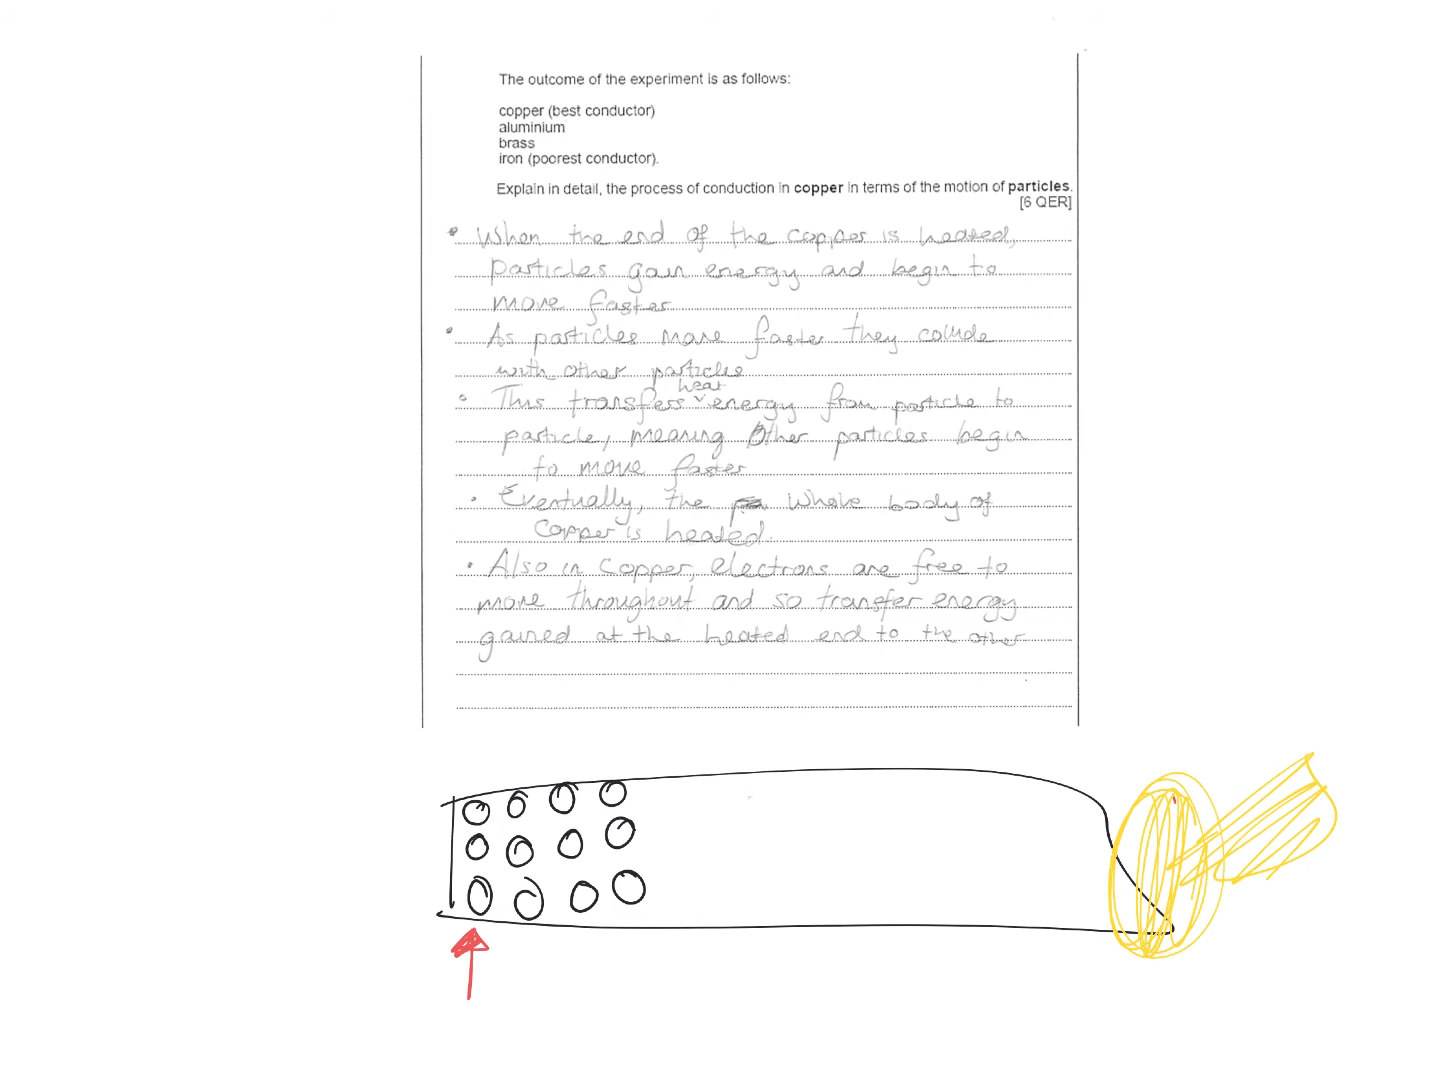 The outcome of the experiment is as follows:
copper (best conductor)
aluminium
brass
iron (poorest conductor).
Explain in detail, the process of conduction in copper in terms of the motion of particles.
[6 QER]
• When the end of the copper is heated,
particles gain energy and begin to
move faster
• As particles move faster they collide
with other particles
heat
• This transfers ˅ energy from particle to
particle, meaning Other particles begin
to move faster
• Eventually, the whole body of
copper is heated.
• Also in copper, electrons are free to
move throughout and so transfer energy
gained at the heated end to the other